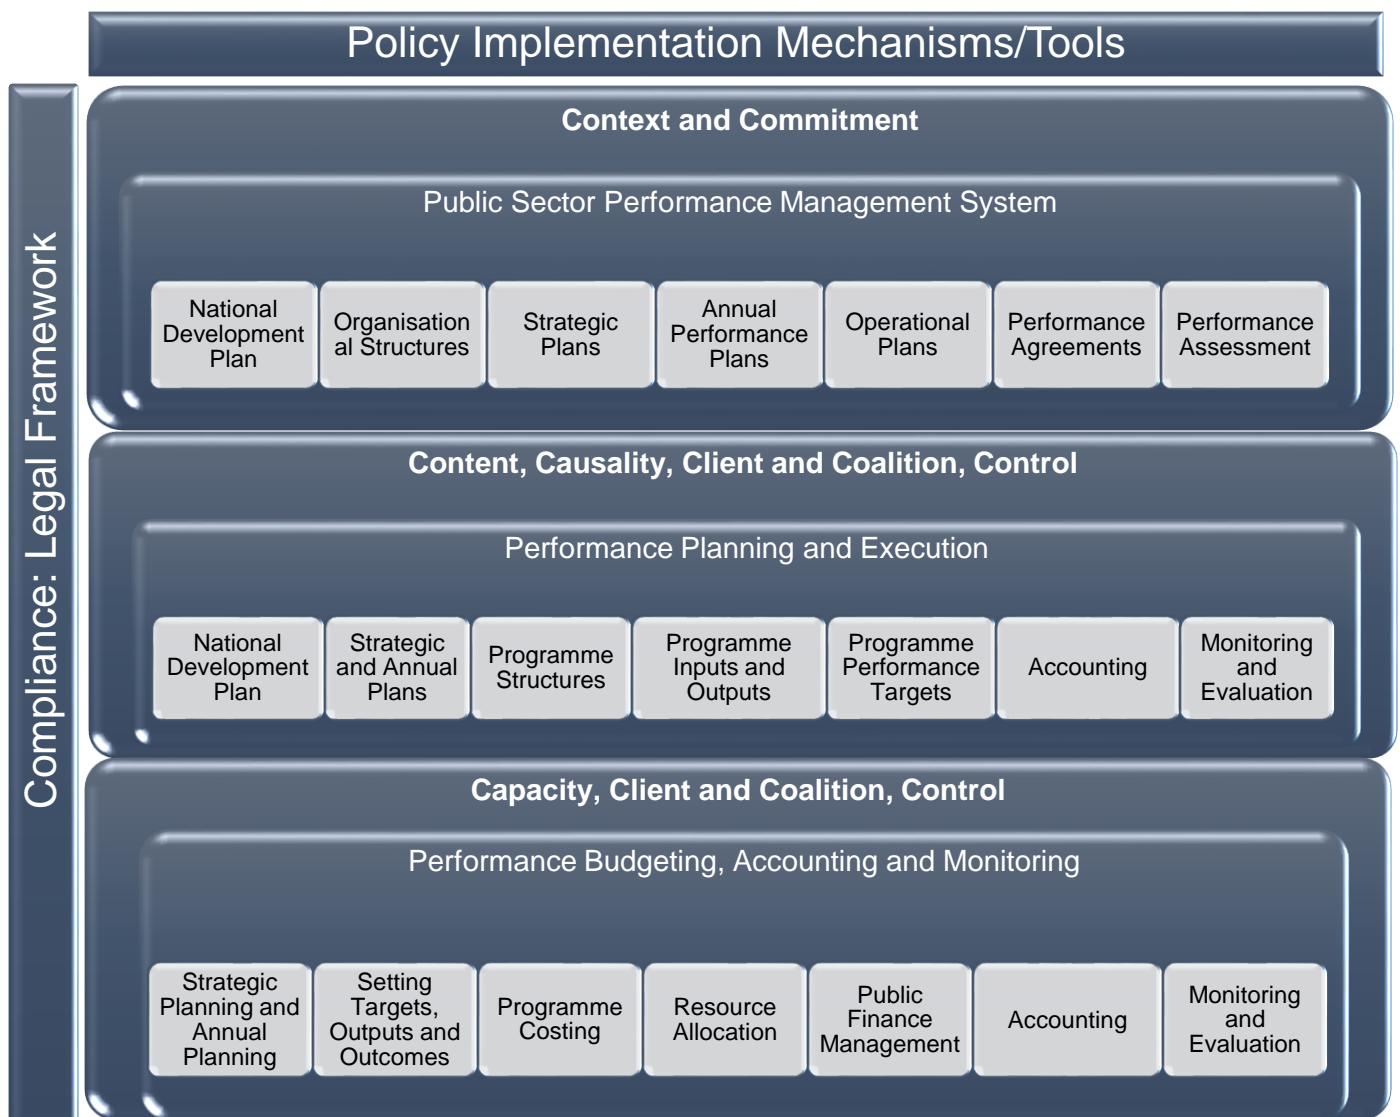 Policy Implementation Mechanisms/Tools
Compliance: Legal Framework
Context and Commitment
Public Sector Performance Management System
National
Development
Plan
Organisation
al Structures
Strategic
Plans
Annual
Performance
Plans
Operational
Plans
Performance
Agreements
Performance
Assessment
Content, Causality, Client and Coalition, Control
Performance Planning and Execution
National
Development
Plan
Strategic
and Annual
Plans
Programme
Structures
Programme
Inputs and
Outputs
Programme
Performance
Targets
Accounting
Monitoring
and
Evaluation
Capacity, Client and Coalition, Control
Performance Budgeting, Accounting and Monitoring
Strategic
Planning and
Annual
Planning
Setting
Targets,
Outputs and
Outcomes
Programme
Costing
Resource
Allocation
Public
Finance
Management
Accounting
Monitoring
and
Evaluation